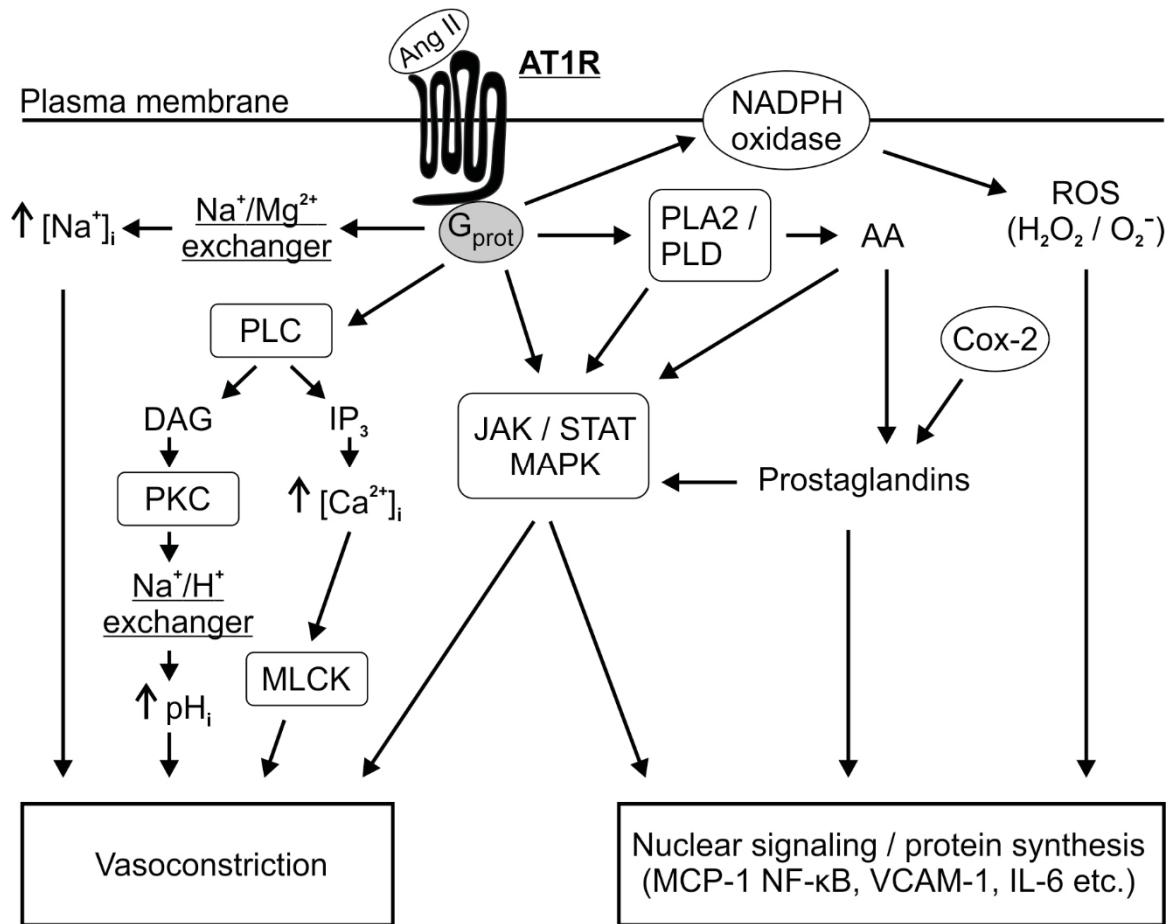 Ang II
AT1R
Plasma membrane
NADPH
oxidase
↑ [Na⁺]ᵢ
Na⁺/Mg²⁺
exchanger
Gprot
PLA2 /
PLD
AA
ROS
(H₂O₂ / O₂⁻)
PLC
Cox-2
DAG
IP₃
JAK / STAT
MAPK
PKC
↑ [Ca²⁺]ᵢ
Prostaglandins
Na⁺/H⁺
exchanger
MLCK
↑ pHᵢ
Vasoconstriction
Nuclear signaling / protein synthesis
(MCP-1 NF-κB, VCAM-1, IL-6 etc.)